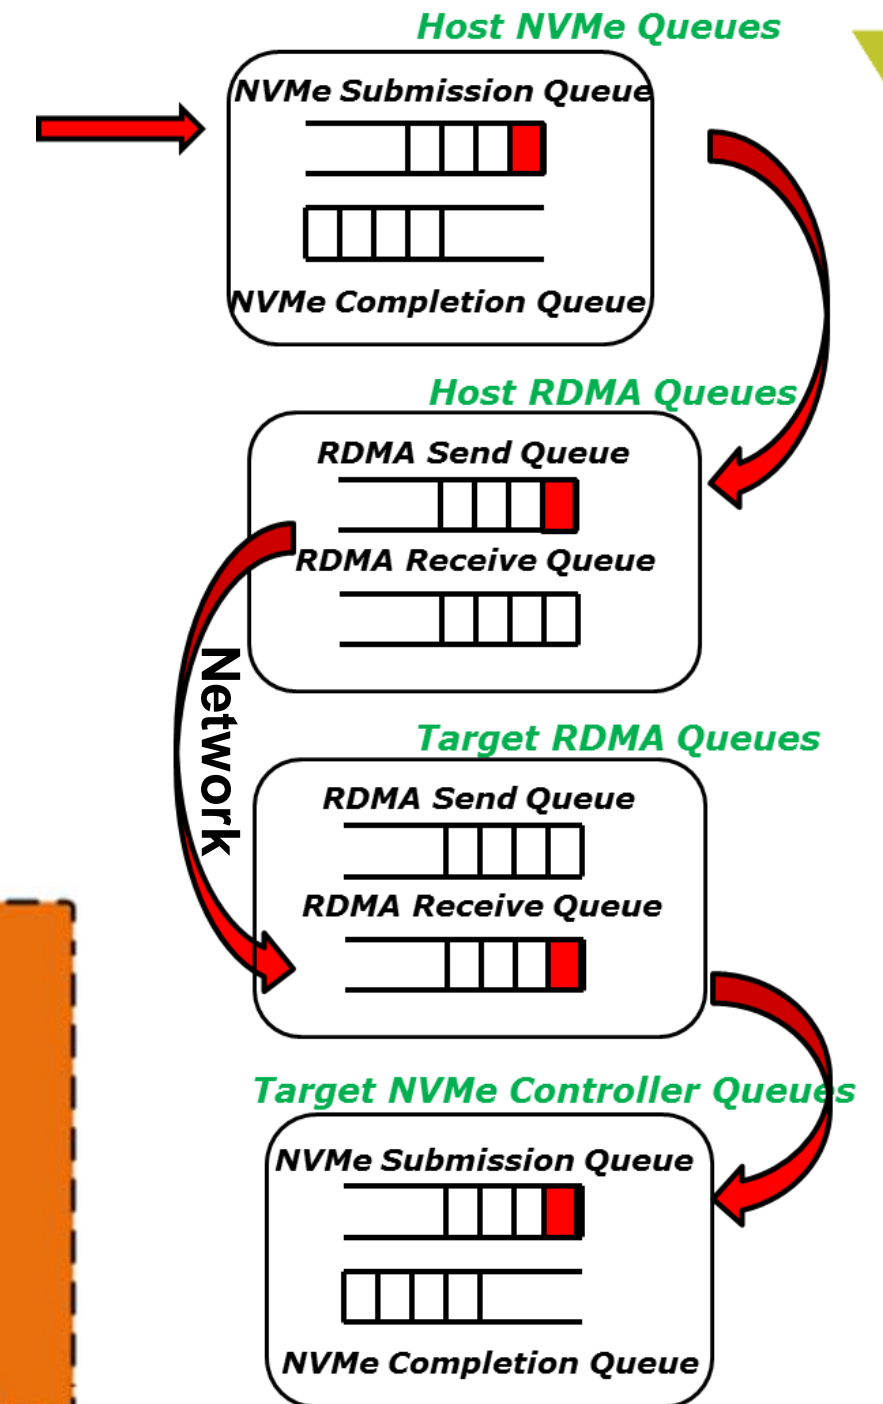 Host NVMe Queues
NVMe Submission Queue
NVMe Completion Queue
Host RDMA Queues
RDMA Send Queue
RDMA Receive Queue
Network
Target RDMA Queues
RDMA Send Queue
RDMA Receive Queue
Target NVMe Controller Queues
NVMe Submission Queue
NVMe Completion Queue